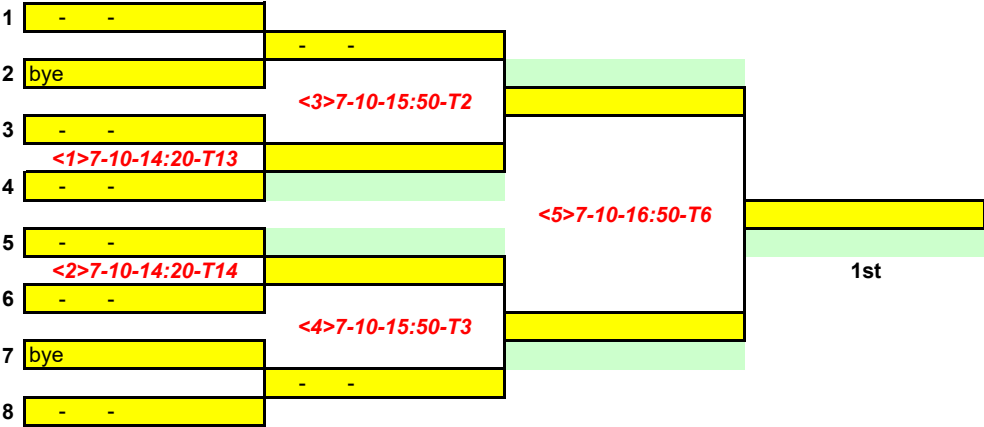 1 - -
- -
2 bye
<3>7-10-15:50-T2
3 - -
<1>7-10-14:20-T13
4 - -
<5>7-10-16:50-T6
5 - -
<2>7-10-14:20-T14
1st
6 - -
<4>7-10-15:50-T3
7 bye
- -
8 - -